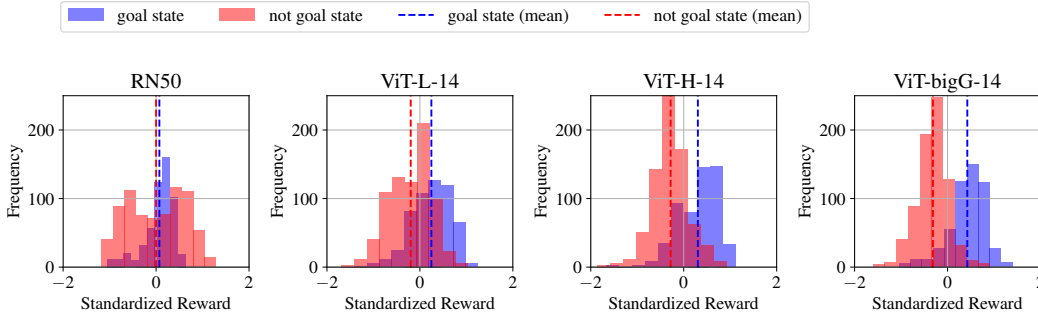 goal state not goal state goal state (mean) not goal state (mean)
RN50 ViT-L-14 ViT-H-14 ViT-bigG-14
Frequency Frequency Frequency Frequency
200 200 200 200
100 100 100 100
0 0 0 0
−2 0 2 −2 0 2 −2 0 2 −2 0 2
Standardized Reward Standardized Reward Standardized Reward Standardized Reward